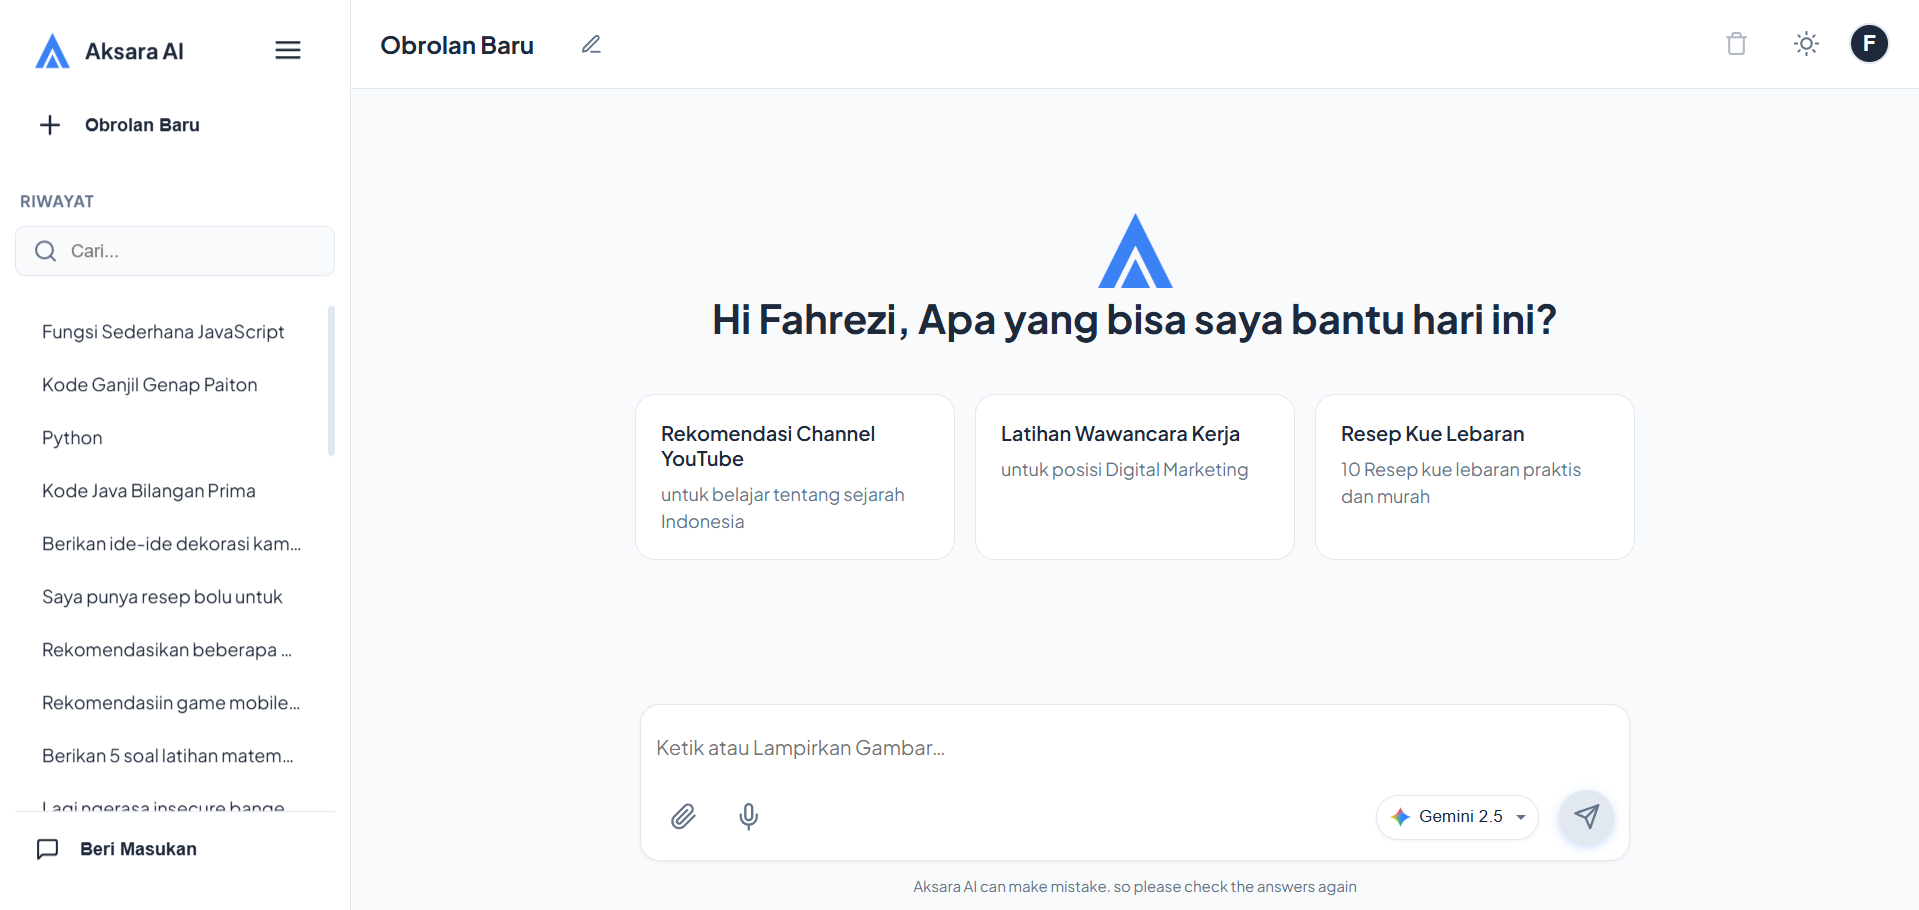 Aksara AI
Obrolan Baru
RIWAYAT
Cari...
Fungsi Sederhana JavaScript
Kode Ganjil Genap Paiton
Python
Kode Java Bilangan Prima
Berikan ide-ide dekorasi kam...
Saya punya resep bolu untuk
Rekomendasikan beberapa ...
Rekomendasiin game mobile...
Berikan 5 soal latihan matem...
Lagi ngerasa insecure bange
Beri Masukan
Obrolan Baru
F
Hi Fahrezi, Apa yang bisa saya bantu hari ini?
Rekomendasi Channel
YouTube
untuk belajar tentang sejarah
Indonesia
Latihan Wawancara Kerja
untuk posisi Digital Marketing
Resep Kue Lebaran
10 Resep kue lebaran praktis
dan murah
Ketik atau Lampirkan Gambar...
Gemini 2.5
Aksara AI can make mistake. so please check the answers again